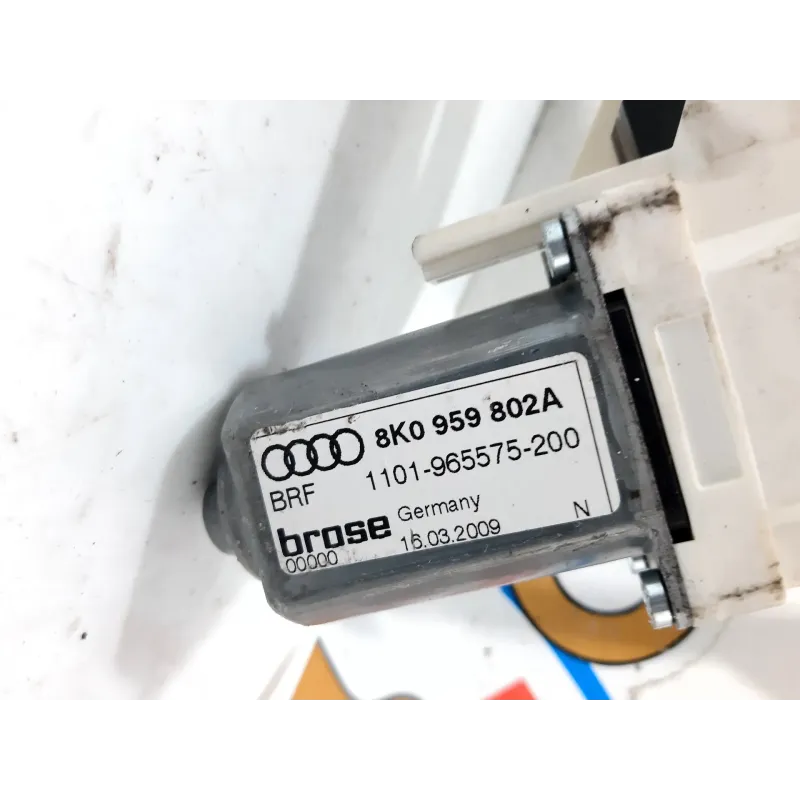 8K0 959 802A
BRF 1101-965575-200
brose Germany
00000 16.03.2009 N